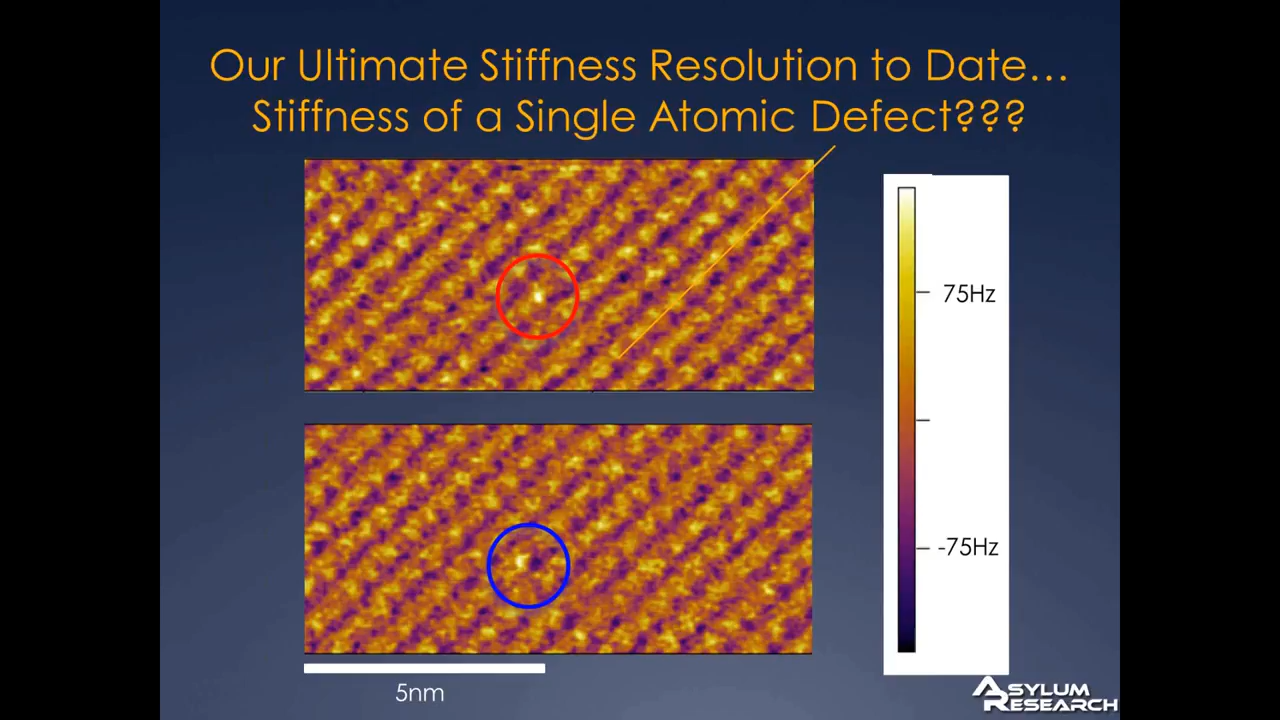 Our Ultimate Stiffness Resolution to Date…
Stiffness of a Single Atomic Defect???
75Hz
-75Hz
5nm
ASYLUM
RESEARCH